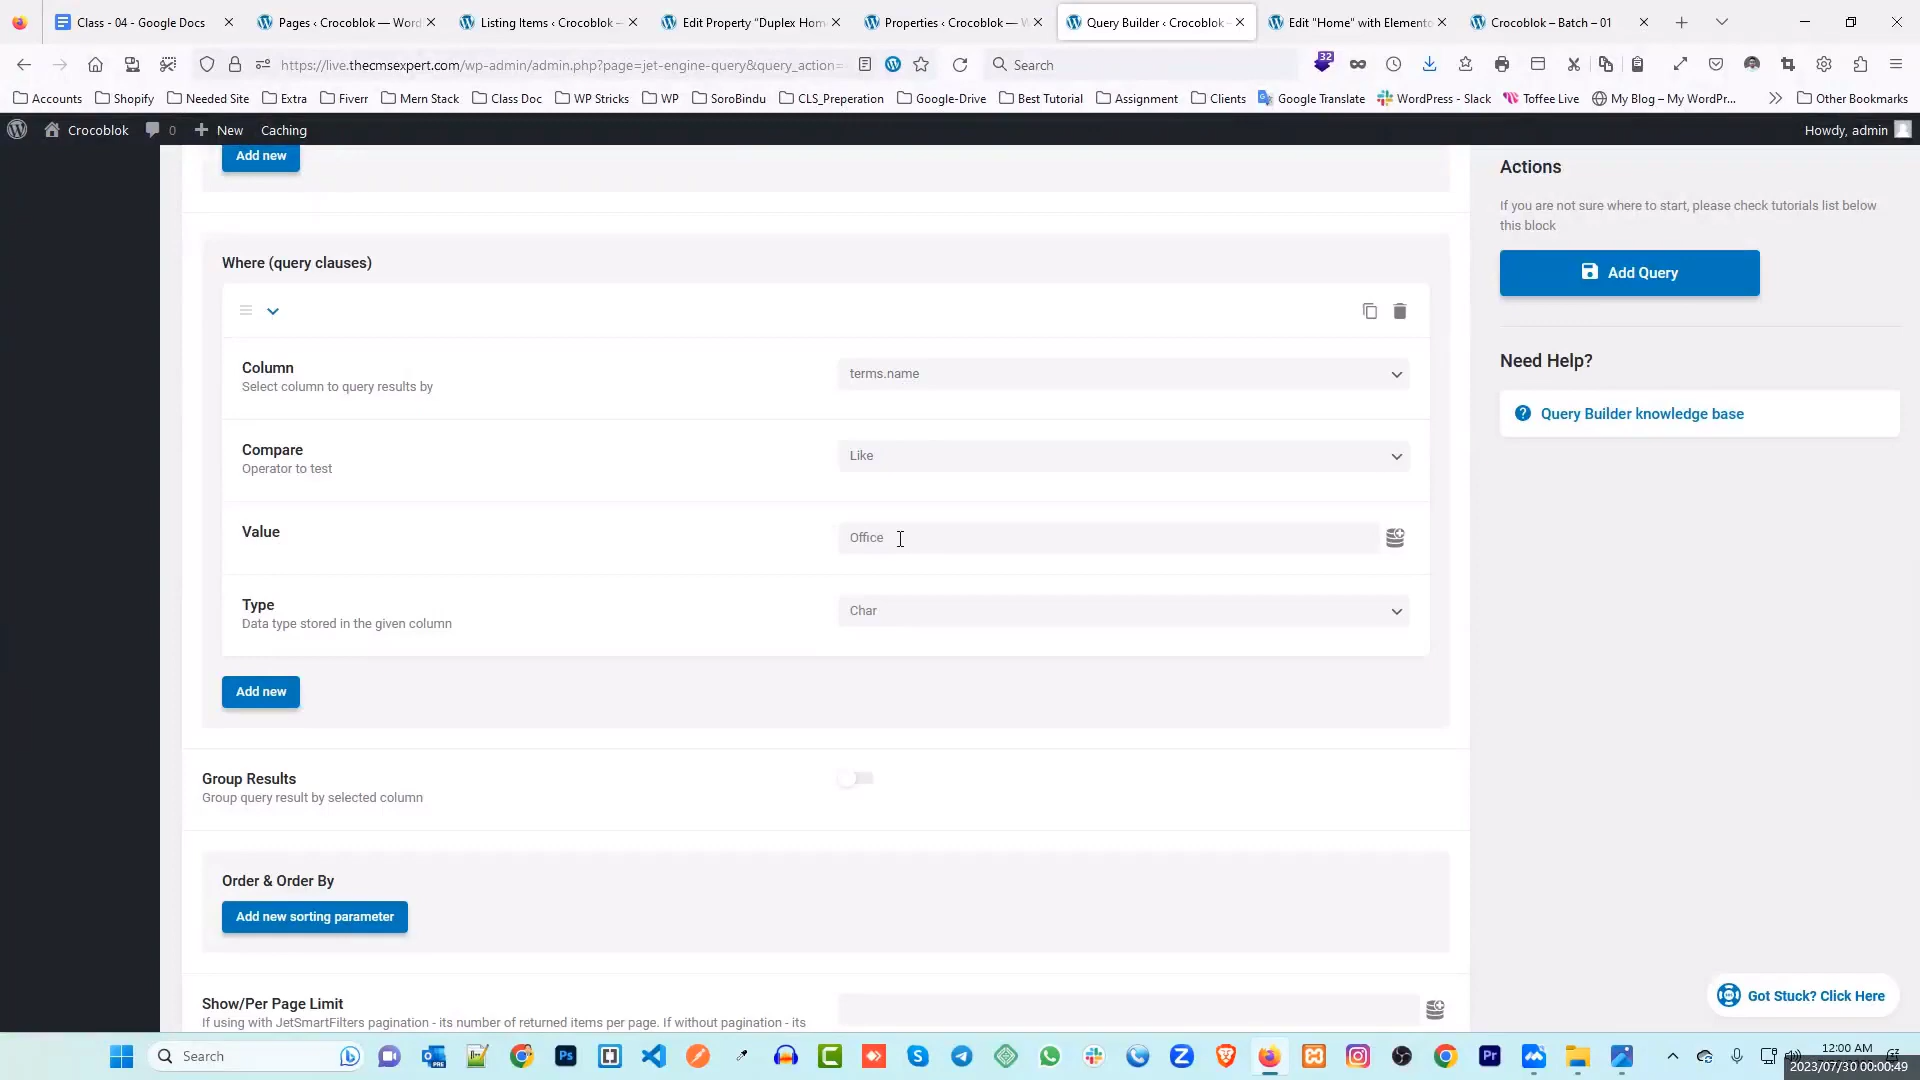 Class - 04 - Google Docs
Pages ‹ Crocoblok — Word
Listing Items ‹ Crocoblok —
Edit Property "Duplex Hom
Properties ‹ Crocoblok — W
Query Builder ‹ Crocoblok
Edit "Home" with Elemento
Crocoblok – Batch – 01
https://live.thecmsexpert.com/wp-admin/admin.php?page=jet-engine-query&query_action=
Search
32
Accounts
Shopify
Needed Site
Extra
Fiverr
Mern Stack
Class Doc
WP Stricks
WP
SoroBindu
CLS_Preperation
Google-Drive
Best Tutorial
Assignment
Clients
Google Translate
WordPress - Slack
Toffee Live
My Blog – My WordPr...
Other Bookmarks
Crocoblok
0
New
Caching
Howdy, admin
Add new
Where (query clauses)
Column
Select column to query results by
terms.name
Compare
Operator to test
Like
Value
Office
Type
Data type stored in the given column
Char
Add new
Group Results
Group query result by selected column
Order & Order By
Add new sorting parameter
Show/Per Page Limit
If using with JetSmartFilters pagination - its number of returned items per page. If without pagination - its
Actions
If you are not sure where to start, please check tutorials list below
this block
Add Query
Need Help?
Query Builder knowledge base
Got Stuck? Click Here
Search
12:00 AM
2023/07/30 00:00:49